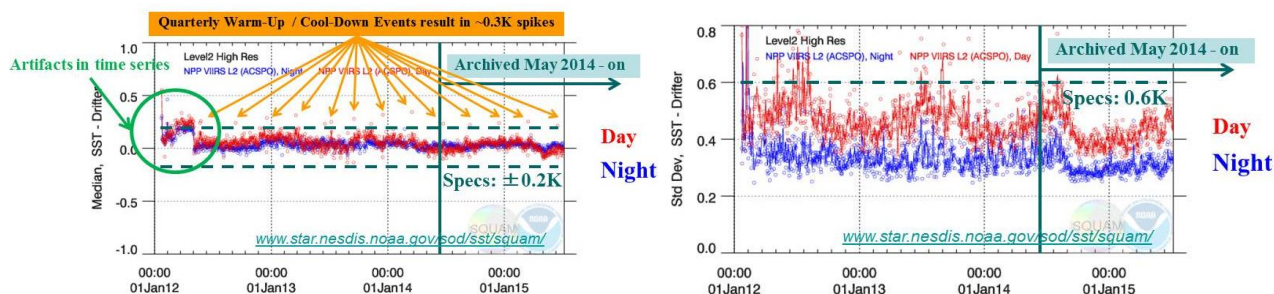 Quarterly Warm-Up / Cool-Down Events result in ~0.3K spikes
Artifacts in time series
Median, SST - Drifter
1.0
0.5
0.0
-0.5
-1.0
Level2 High Res
NPP VIIRS L2 (ACSPO), Night
NPP VIIRS L2 (ACSPO), Day
Archived May 2014 - on
Day
Night
Specs: ±0.2K
SQUAM
NOAA
www.star.nesdis.noaa.gov/sod/sst/squam/
00:00 00:00 00:00 00:00
01Jan12 01Jan13 01Jan14 01Jan15
Std Dev, SST - Drifter
0.8
0.6
0.4
0.2
0.0
Level2 High Res
NPP VIIRS L2 (ACSPO), Night
NPP VIIRS L2 (ACSPO), Day
Archived May 2014 - on
Specs: 0.6K
Day
Night
SQUAM
NOAA
www.star.nesdis.noaa.gov/sod/sst/squam/
00:00 00:00 00:00 00:00
01Jan12 01Jan13 01Jan14 01Jan15